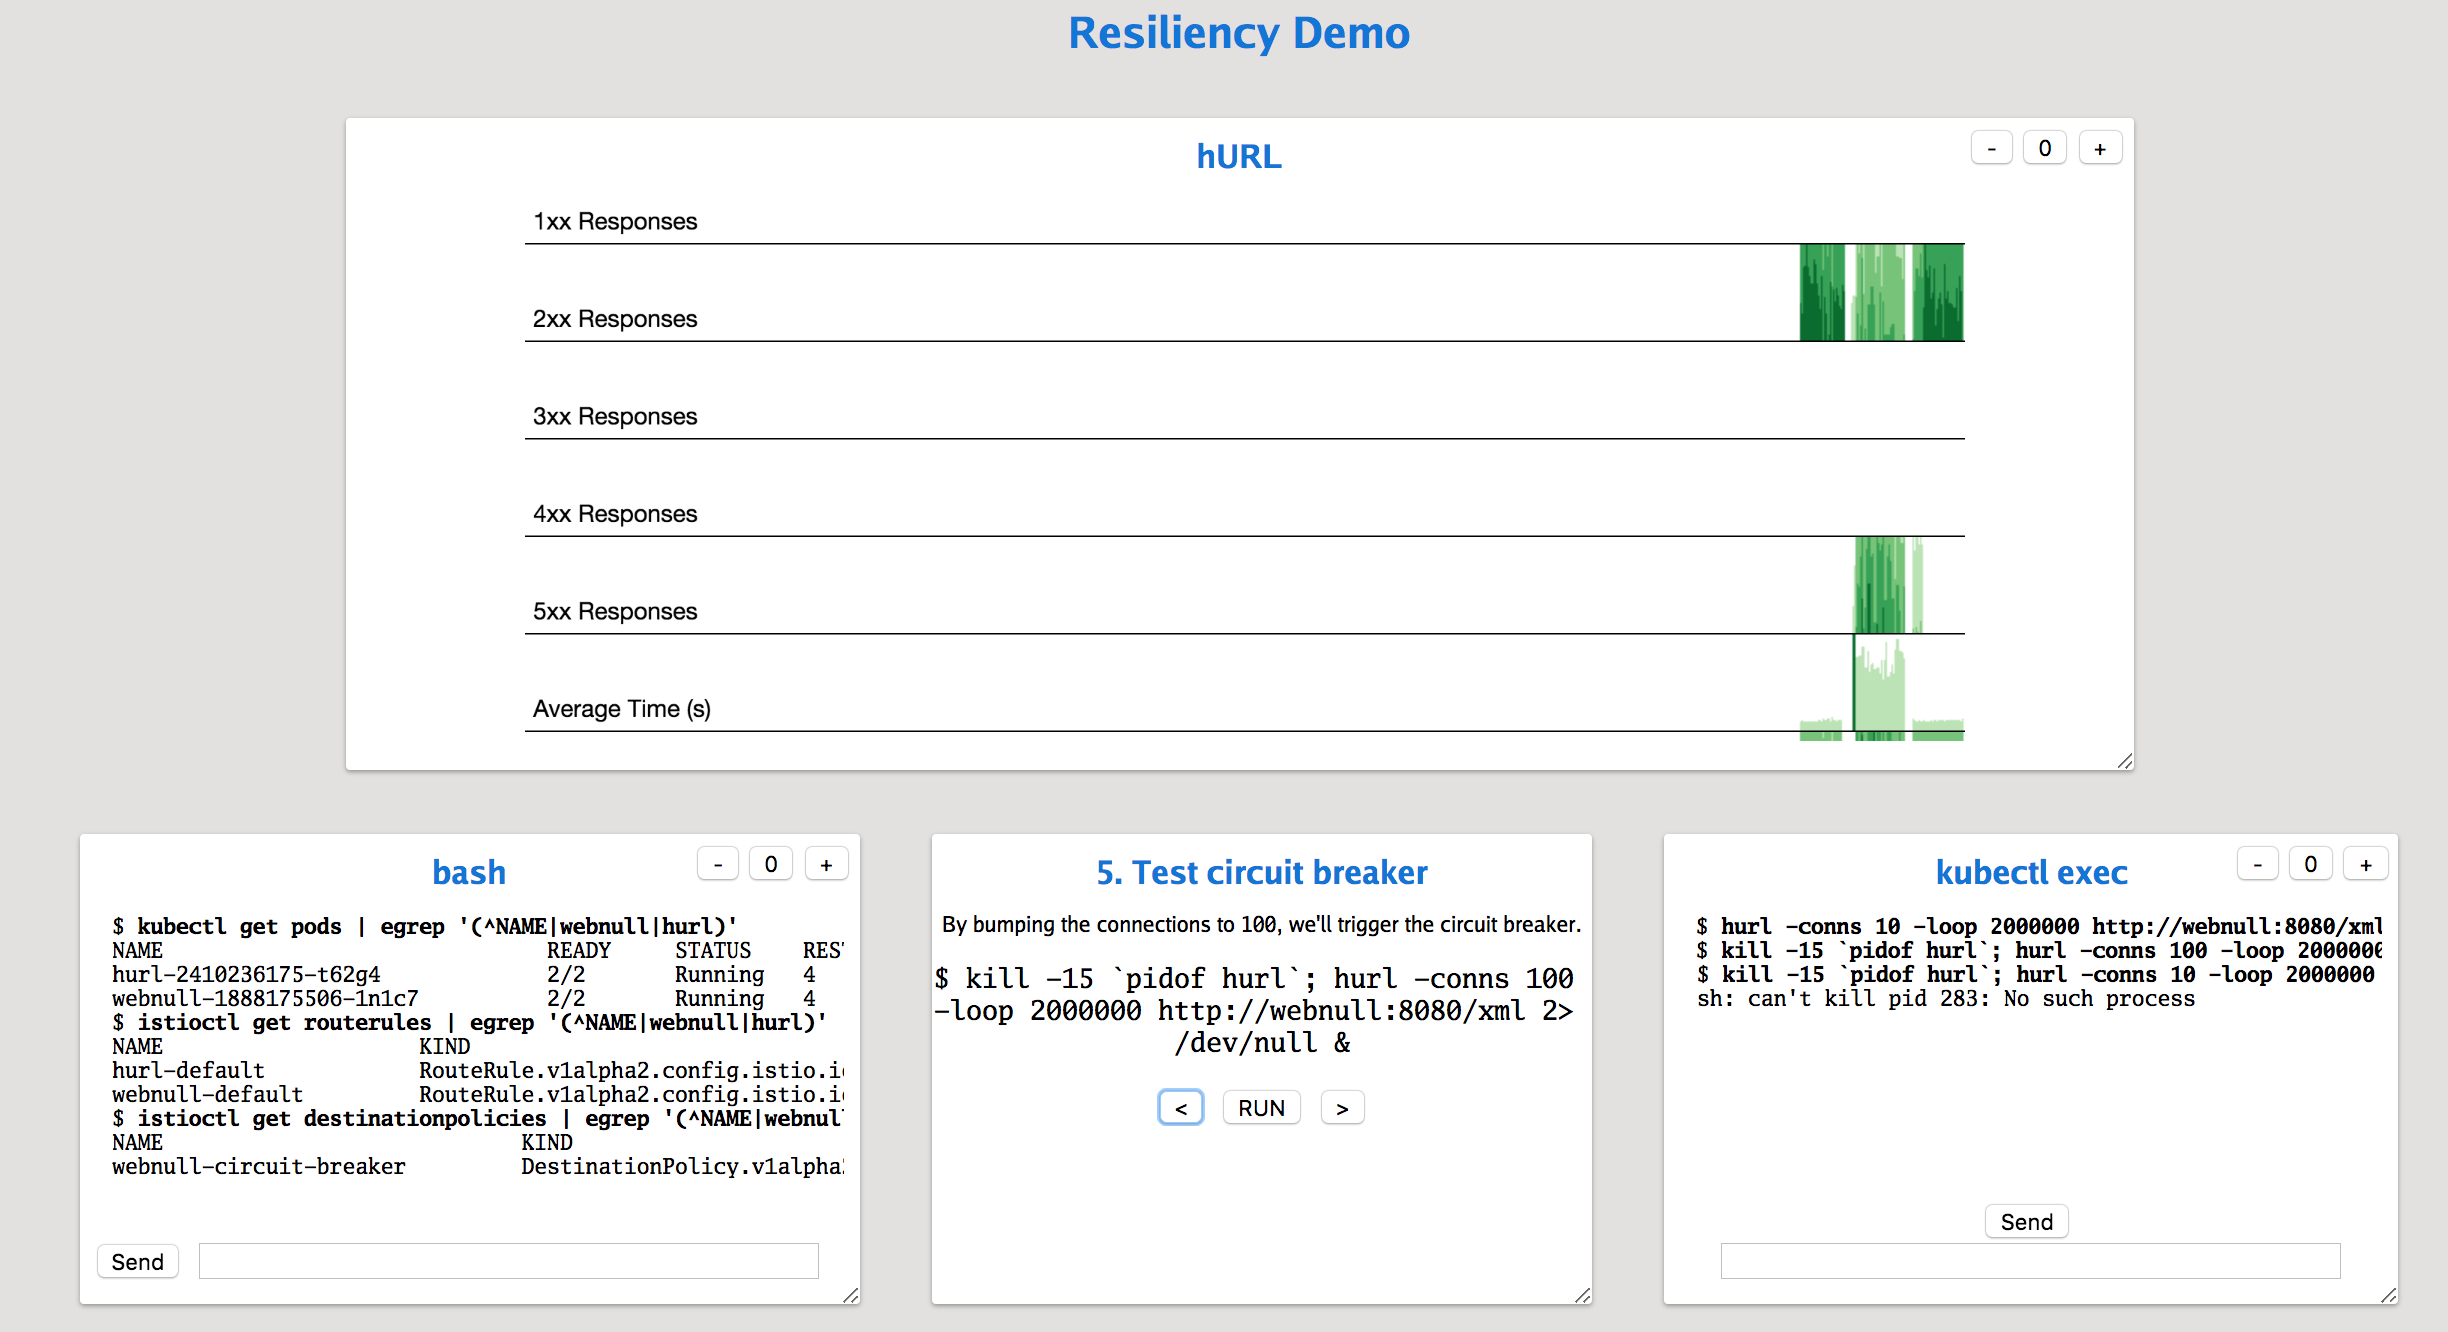 Resiliency Demo
hURL
- 0 +
1xx Responses
2xx Responses
3xx Responses
4xx Responses
5xx Responses
Average Time (s)
bash
- 0 +
$ kubectl get pods | egrep '(^NAME|webnull|hurl)'
NAME READY STATUS RES
hurl-2410236175-t62g4 2/2 Running 4
webnull-1888175506-1n1c7 2/2 Running 4
$ istioctl get routerules | egrep '(^NAME|webnull|hurl)'
NAME KIND
hurl-default RouteRule.v1alpha2.config.istio.i
webnull-default RouteRule.v1alpha2.config.istio.i
$ istioctl get destinationpolicies | egrep '(^NAME|webnul
NAME KIND
webnull-circuit-breaker DestinationPolicy.v1alpha
Send
5. Test circuit breaker
By bumping the connections to 100, we'll trigger the circuit breaker.
$ kill -15 `pidof hurl`; hurl -conns 100
-loop 2000000 http://webnull:8080/xml 2>
/dev/null &
< RUN >
kubectl exec
- 0 +
$ hurl -conns 10 -loop 2000000 http://webnull:8080/xml
$ kill -15 `pidof hurl`; hurl -conns 100 -loop 2000000
$ kill -15 `pidof hurl`; hurl -conns 10 -loop 2000000
sh: can't kill pid 283: No such process
Send